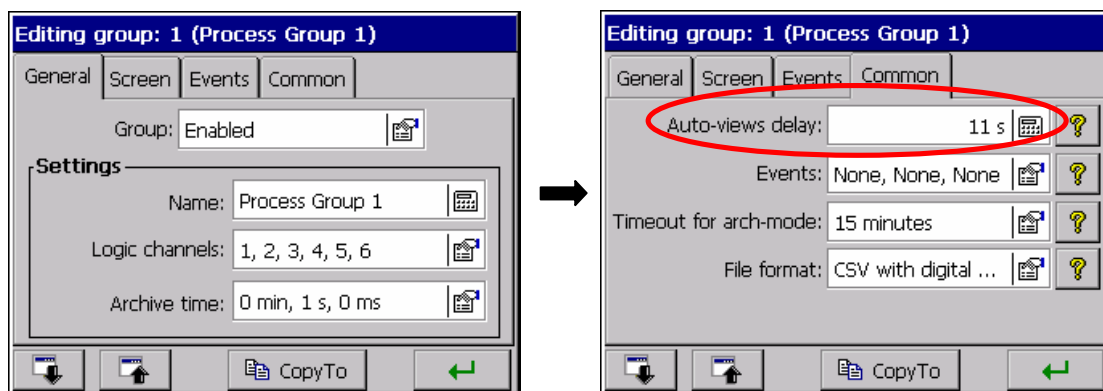 Editing group: 1 (Process Group 1)
General Screen Events Common
Group: Enabled
Settings
Name: Process Group 1
Logic channels: 1, 2, 3, 4, 5, 6
Archive time: 0 min, 1 s, 0 ms
CopyTo
Editing group: 1 (Process Group 1)
General Screen Events Common
Auto-views delay: 11 s ?
Events: None, None, None ?
Timeout for arch-mode: 15 minutes ?
File format: CSV with digital ... ?
CopyTo